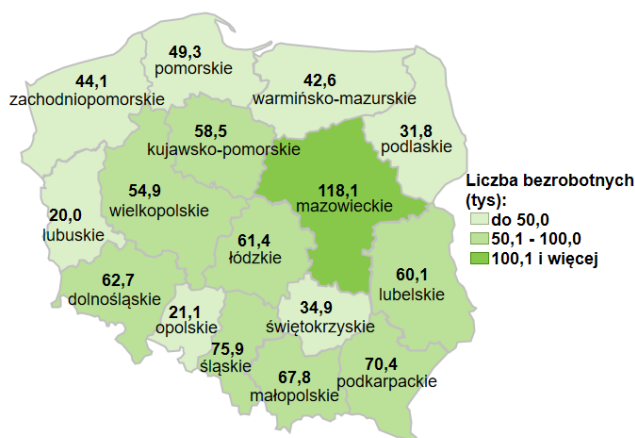 49,3
pomorskie
44,1
zachodniopomorskie
42,6
warmińsko-mazurskie
31,8
podlaskie
58,5
kujawsko-pomorskie
118,1
mazowieckie
54,9
wielkopolskie
20,0
lubuskie
61,4
łódzkie
62,7
dolnośląskie
60,1
lubelskie
21,1
opolskie
34,9
świętokrzyskie
75,9
śląskie
67,8
małopolskie
70,4
podkarpackie
Liczba bezrobotnych
(tys):
do 50,0
50,1 - 100,0
100,1 i więcej